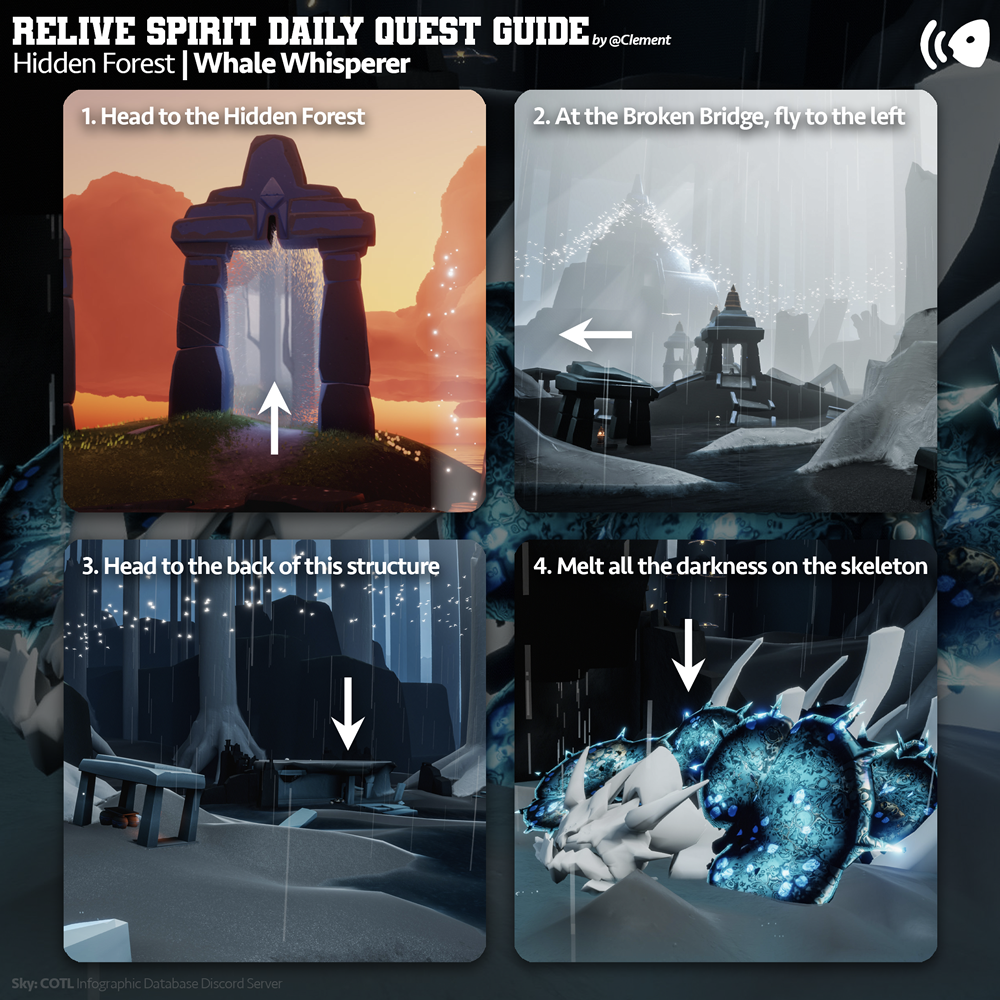 RELIVE SPIRIT DAILY QUEST GUIDE by @Clement
Hidden Forest | Whale Whisperer
1. Head to the Hidden Forest
2. At the Broken Bridge, fly to the left
3. Head to the back of this structure
4. Melt all the darkness on the skeleton
Sky: COTL Infographic Database Discord Server